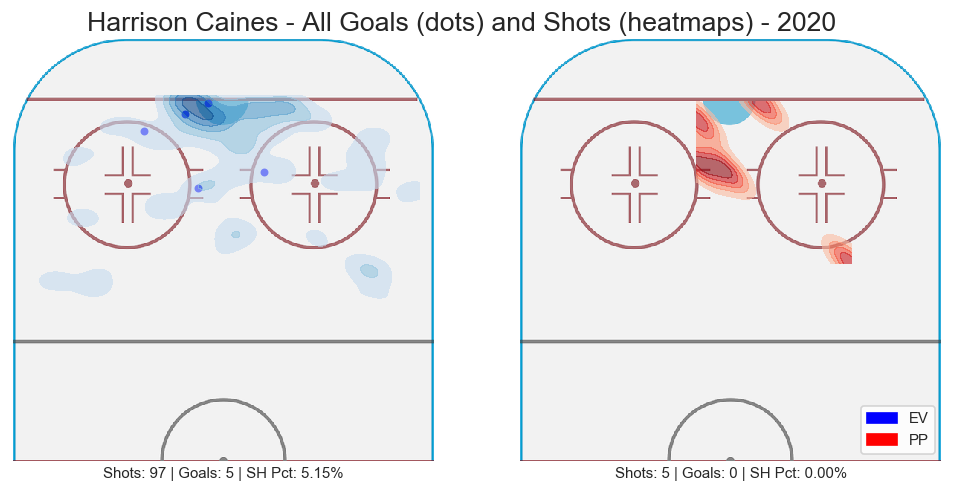 Harrison Caines - All Goals (dots) and Shots (heatmaps) - 2020
EV
PP
Shots: 97 | Goals: 5 | SH Pct: 5.15%
Shots: 5 | Goals: 0 | SH Pct: 0.00%